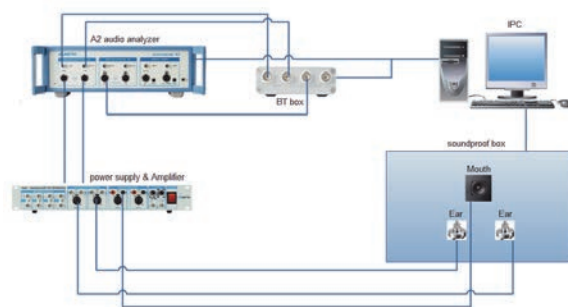 A2 audio analyzer
IPC
BT box
soundproof box
power supply & Amplifier
Mouth
Ear
Ear